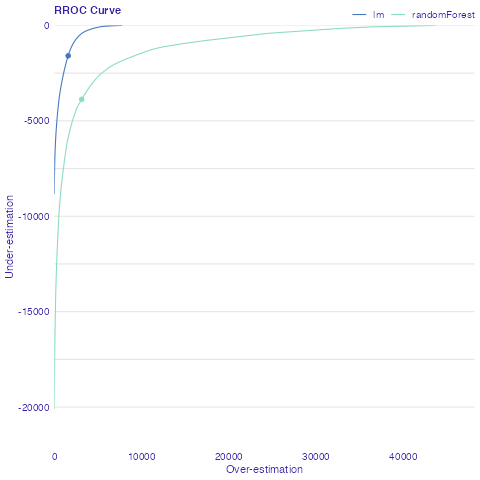 RROC Curve
lm randomForest
0
-5000
-10000
-15000
-20000
Under-estimation
0 10000 20000 30000 40000
Over-estimation